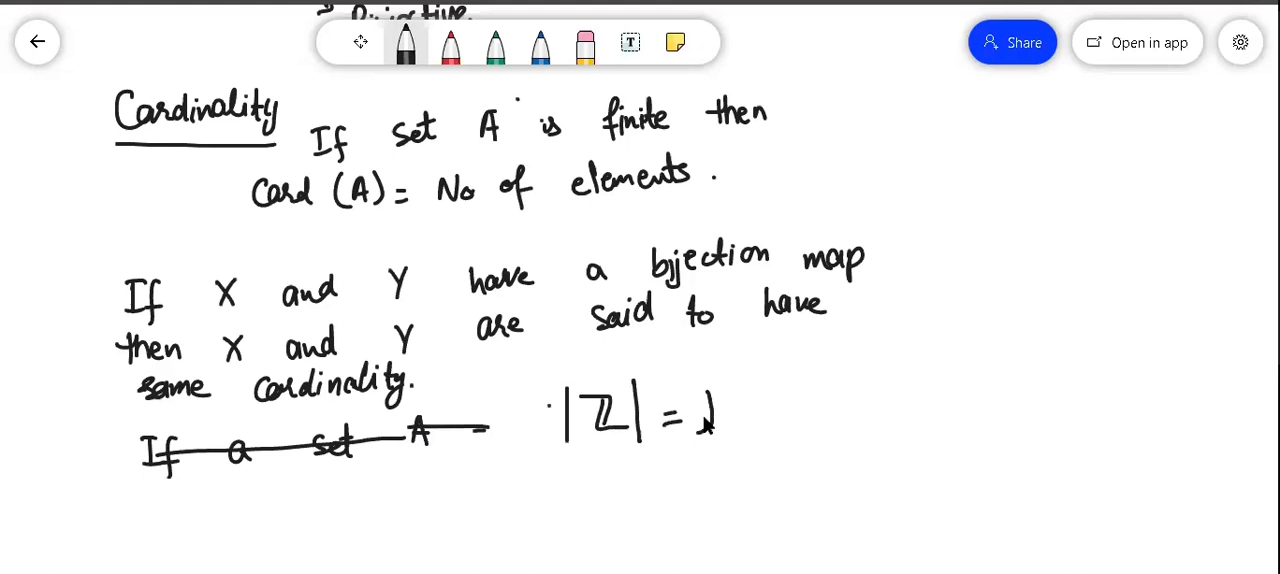 Share
Open in app
Cardinality If set A is finite then
Card (A) = No of elements.
If X and Y have a bijection map
then X and Y are said to have
same cardinality.
If a set A =
|ℤ| =